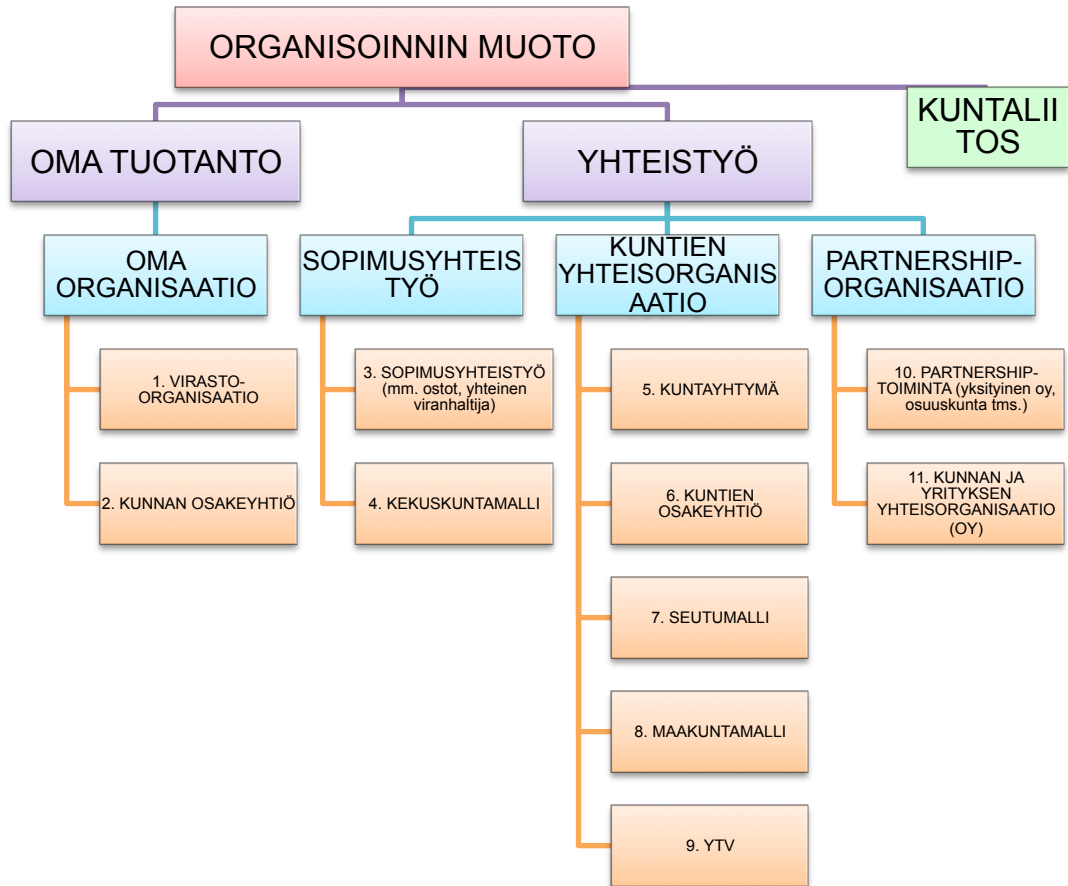 ORGANISOINNIN MUOTO
KUNTALII
TOS
OMA TUOTANTO
YHTEISTYÖ
OMA
ORGANISAATIO
SOPIMUSYHTEIS
TYÖ
KUNTIEN
YHTEISORGANIS
AATIO
PARTNERSHIP-
ORGANISAATIO
1. VIRASTO-
ORGANISAATIO
2. KUNNAN OSAKEYHTIÖ
3. SOPIMUSYHTEISTYÖ
(mm. ostot, yhteinen
viranhaltija)
4. KEKUSKUNTAMALLI
5. KUNTAYHTYMÄ
6. KUNTIEN
OSAKEYHTIÖ
7. SEUTUMALLI
8. MAAKUNTAMALLI
9. YTV
10. PARTNERSHIP-
TOIMINTA (yksityinen oy,
osuuskunta tms.)
11. KUNNAN JA
YRITYKSEN
YHTEISORGANISAATIO
(OY)